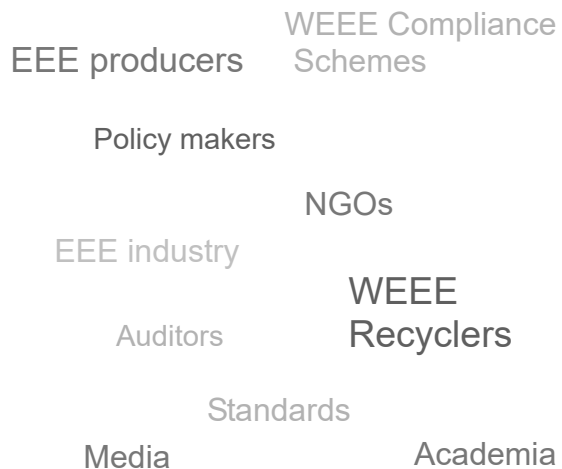 WEEE Compliance
EEE producers
Schemes
Policy makers
NGOs
EEE industry
WEEE
Recyclers
Auditors
Standards
Media
Academia